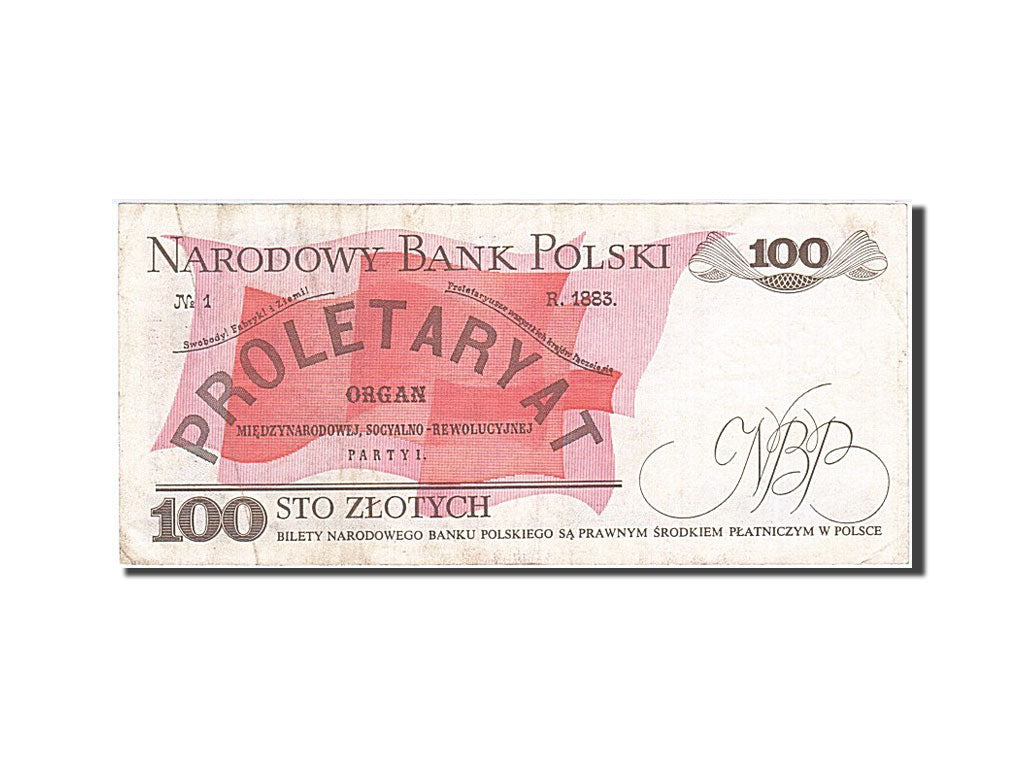 NARODOWY BANK POLSKI
100
№ 1
R. 1883.
Swobody! Fabryk! i Ziemi!
Proletaryusze wszystkich krajów łączcie się
PROLETARYAT
ORGAN
MIĘDZYNARODOWEJ, SOCYALNO-REWOLUCYJNEJ
PARTYI.
NBP
100 STO ZŁOTYCH
BILETY NARODOWEGO BANKU POLSKIEGO SĄ PRAWNYM ŚRODKIEM PŁATNICZYM W POLSCE